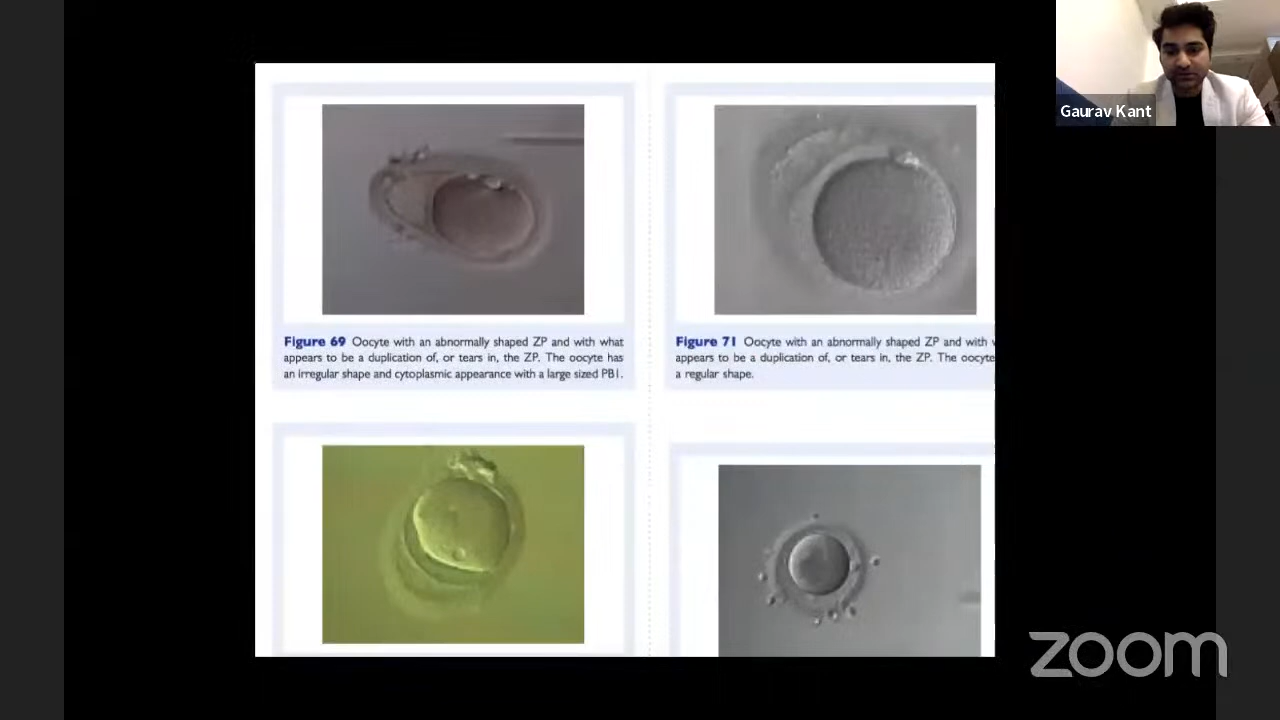 Gaurav Kant
Figure 69 Oocyte with an abnormally shaped ZP and with what
appears to be a duplication of, or tears in, the ZP. The oocyte has
an irregular shape and cytoplasmic appearance with a large sized PB1.
Figure 71 Oocyte with an abnormally shaped ZP and with
appears to be a duplication of, or tears in, the ZP. The oocyte
a regular shape.
zoom